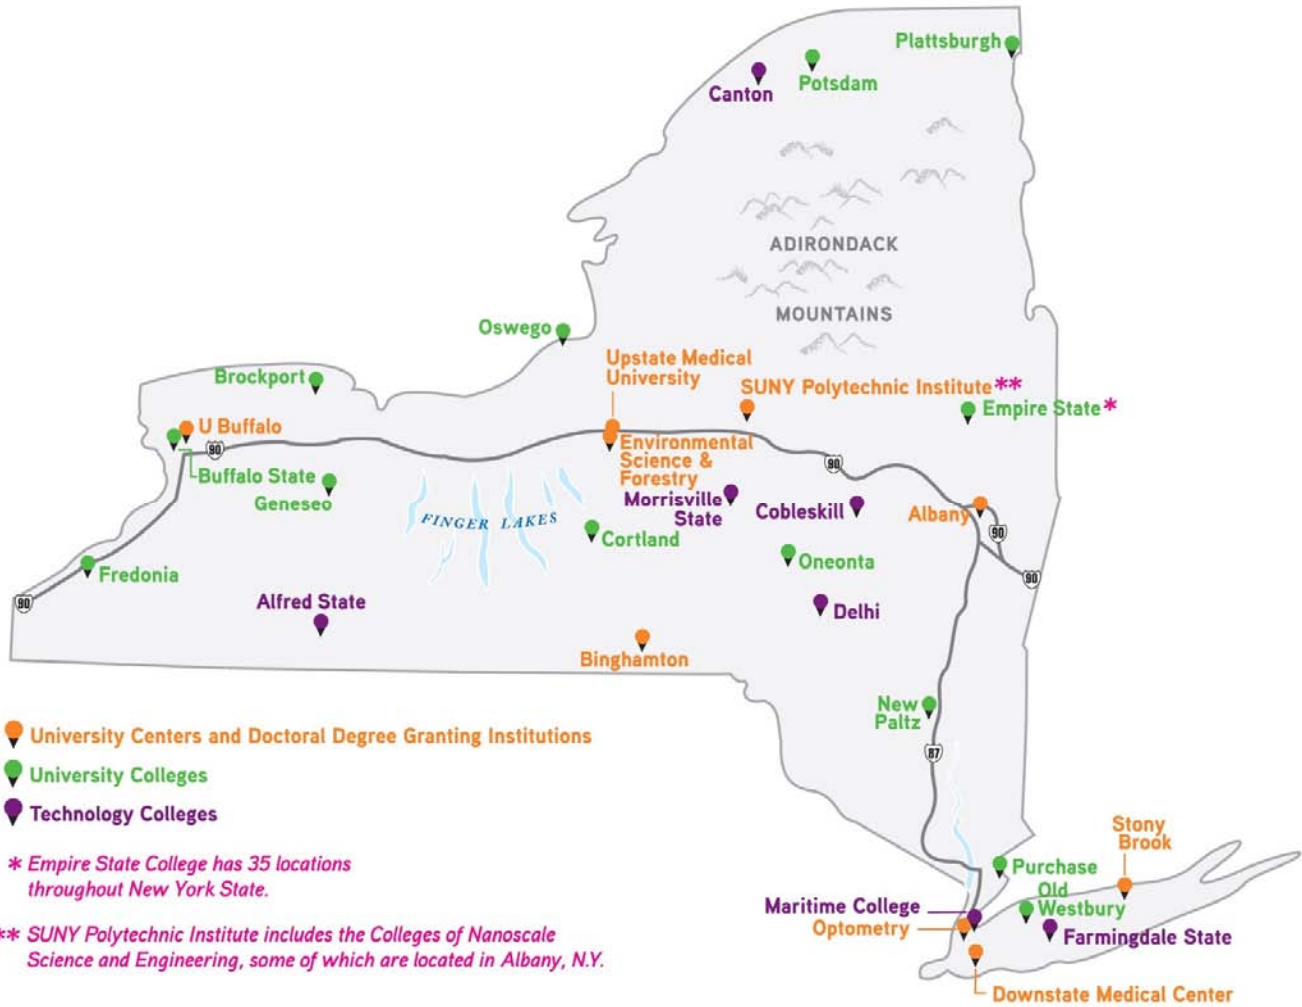 Plattsburgh
Potsdam
Canton
ADIRONDACK
MOUNTAINS
Oswego
Upstate Medical
University
Brockport
SUNY Polytechnic Institute**
Empire State*
U Buffalo
90
Environmental
Science &
Forestry
90
Buffalo State
Geneseo
Morrisville
State
Cobleskill
Albany
FINGER LAKES
90
Cortland
Oneonta
Fredonia
90
90
Alfred State
Delhi
Binghamton
New
Paltz
87
University Centers and Doctoral Degree Granting Institutions
University Colleges
Technology Colleges
* Empire State College has 35 locations
throughout New York State.
** SUNY Polytechnic Institute includes the Colleges of Nanoscale
Science and Engineering, some of which are located in Albany, N.Y.
Stony
Brook
Purchase
Old
Westbury
Maritime College
Optometry
Farmingdale State
Downstate Medical Center